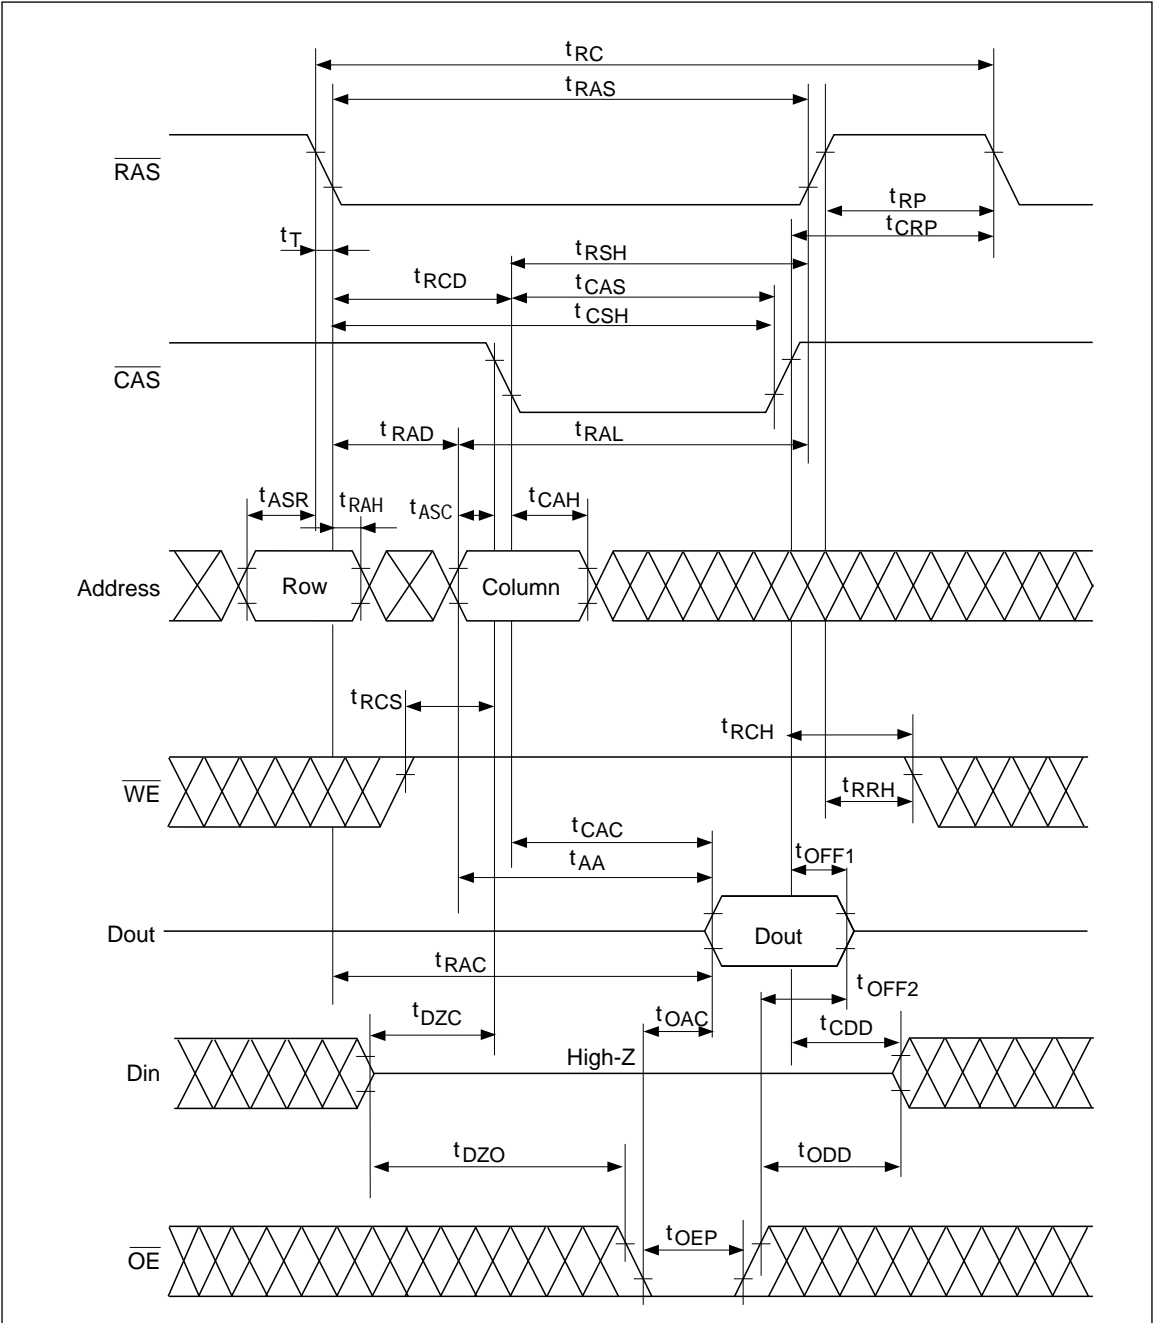 tRC
tRAS
RAS
tRP
tCRP
tT
tRSH
tRCD
tCAS
tCSH
CAS
tRAD
tRAL
tASR
tRAH
tASC
tCAH
Address
Row
Column
tRCS
tRCH
WE
tRRH
tCAC
tAA
tOFF1
Dout
Dout
tRAC
tOFF2
tDZC
tOAC
tCDD
Din
High-Z
tDZO
tODD
tOEP
OE